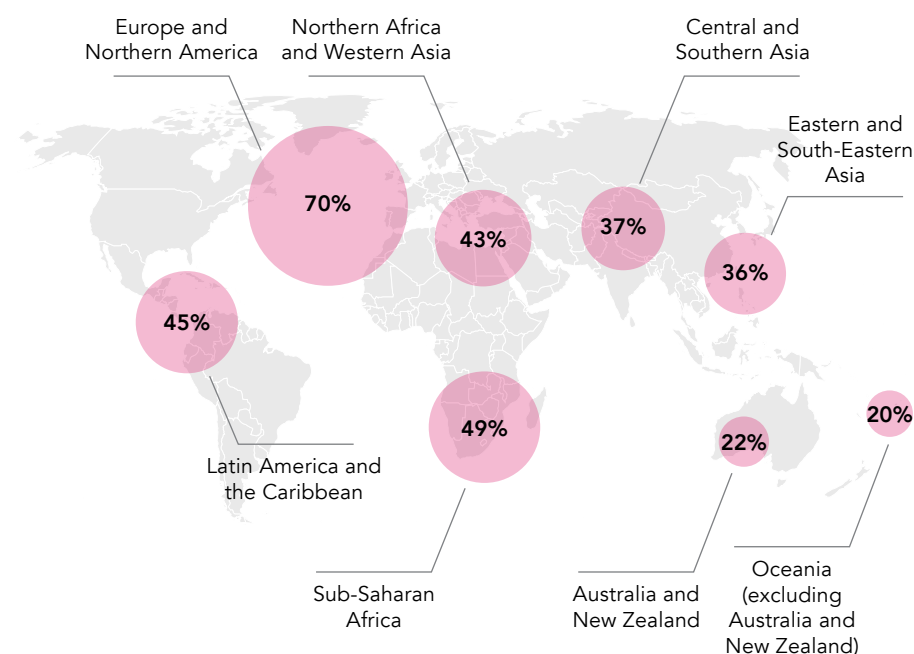 Europe and
Northern America
Northern Africa
and Western Asia
Central and
Southern Asia
Eastern and
South-Eastern
Asia
70%
43%
37%
36%
45%
49%
22%
20%
Latin America and
the Caribbean
Sub-Saharan
Africa
Australia and
New Zealand
Oceania
(excluding
Australia and
New Zealand)